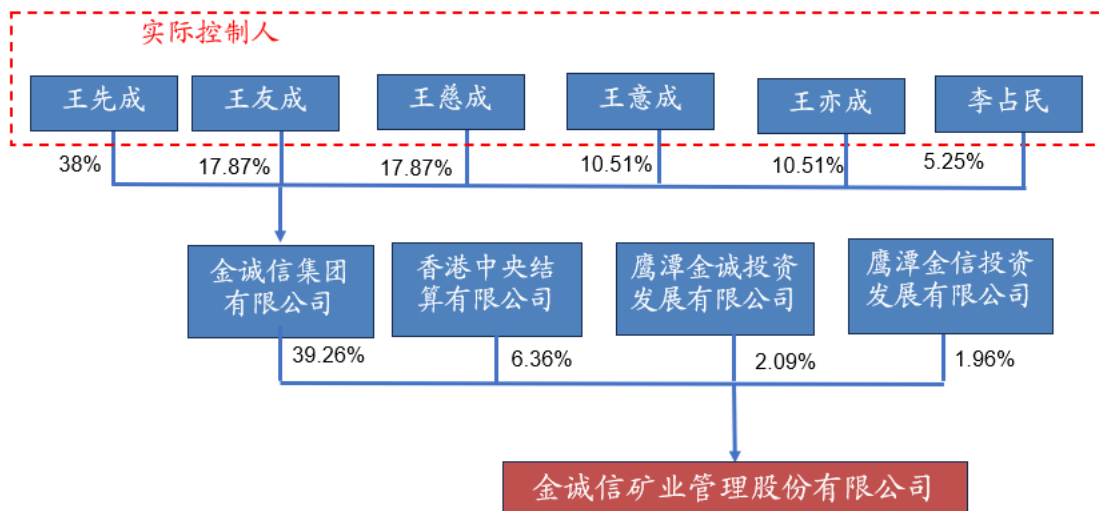 实际控制人
王先成
王友成
王慈成
王意成
王亦成
李占民
38%
17.87%
17.87%
10.51%
10.51%
5.25%
金诚信集团
有限公司
香港中央结
算有限公司
鹰潭金诚投资
发展有限公司
鹰潭金信投资
发展有限公司
39.26%
6.36%
2.09%
1.96%
金诚信矿业管理股份有限公司